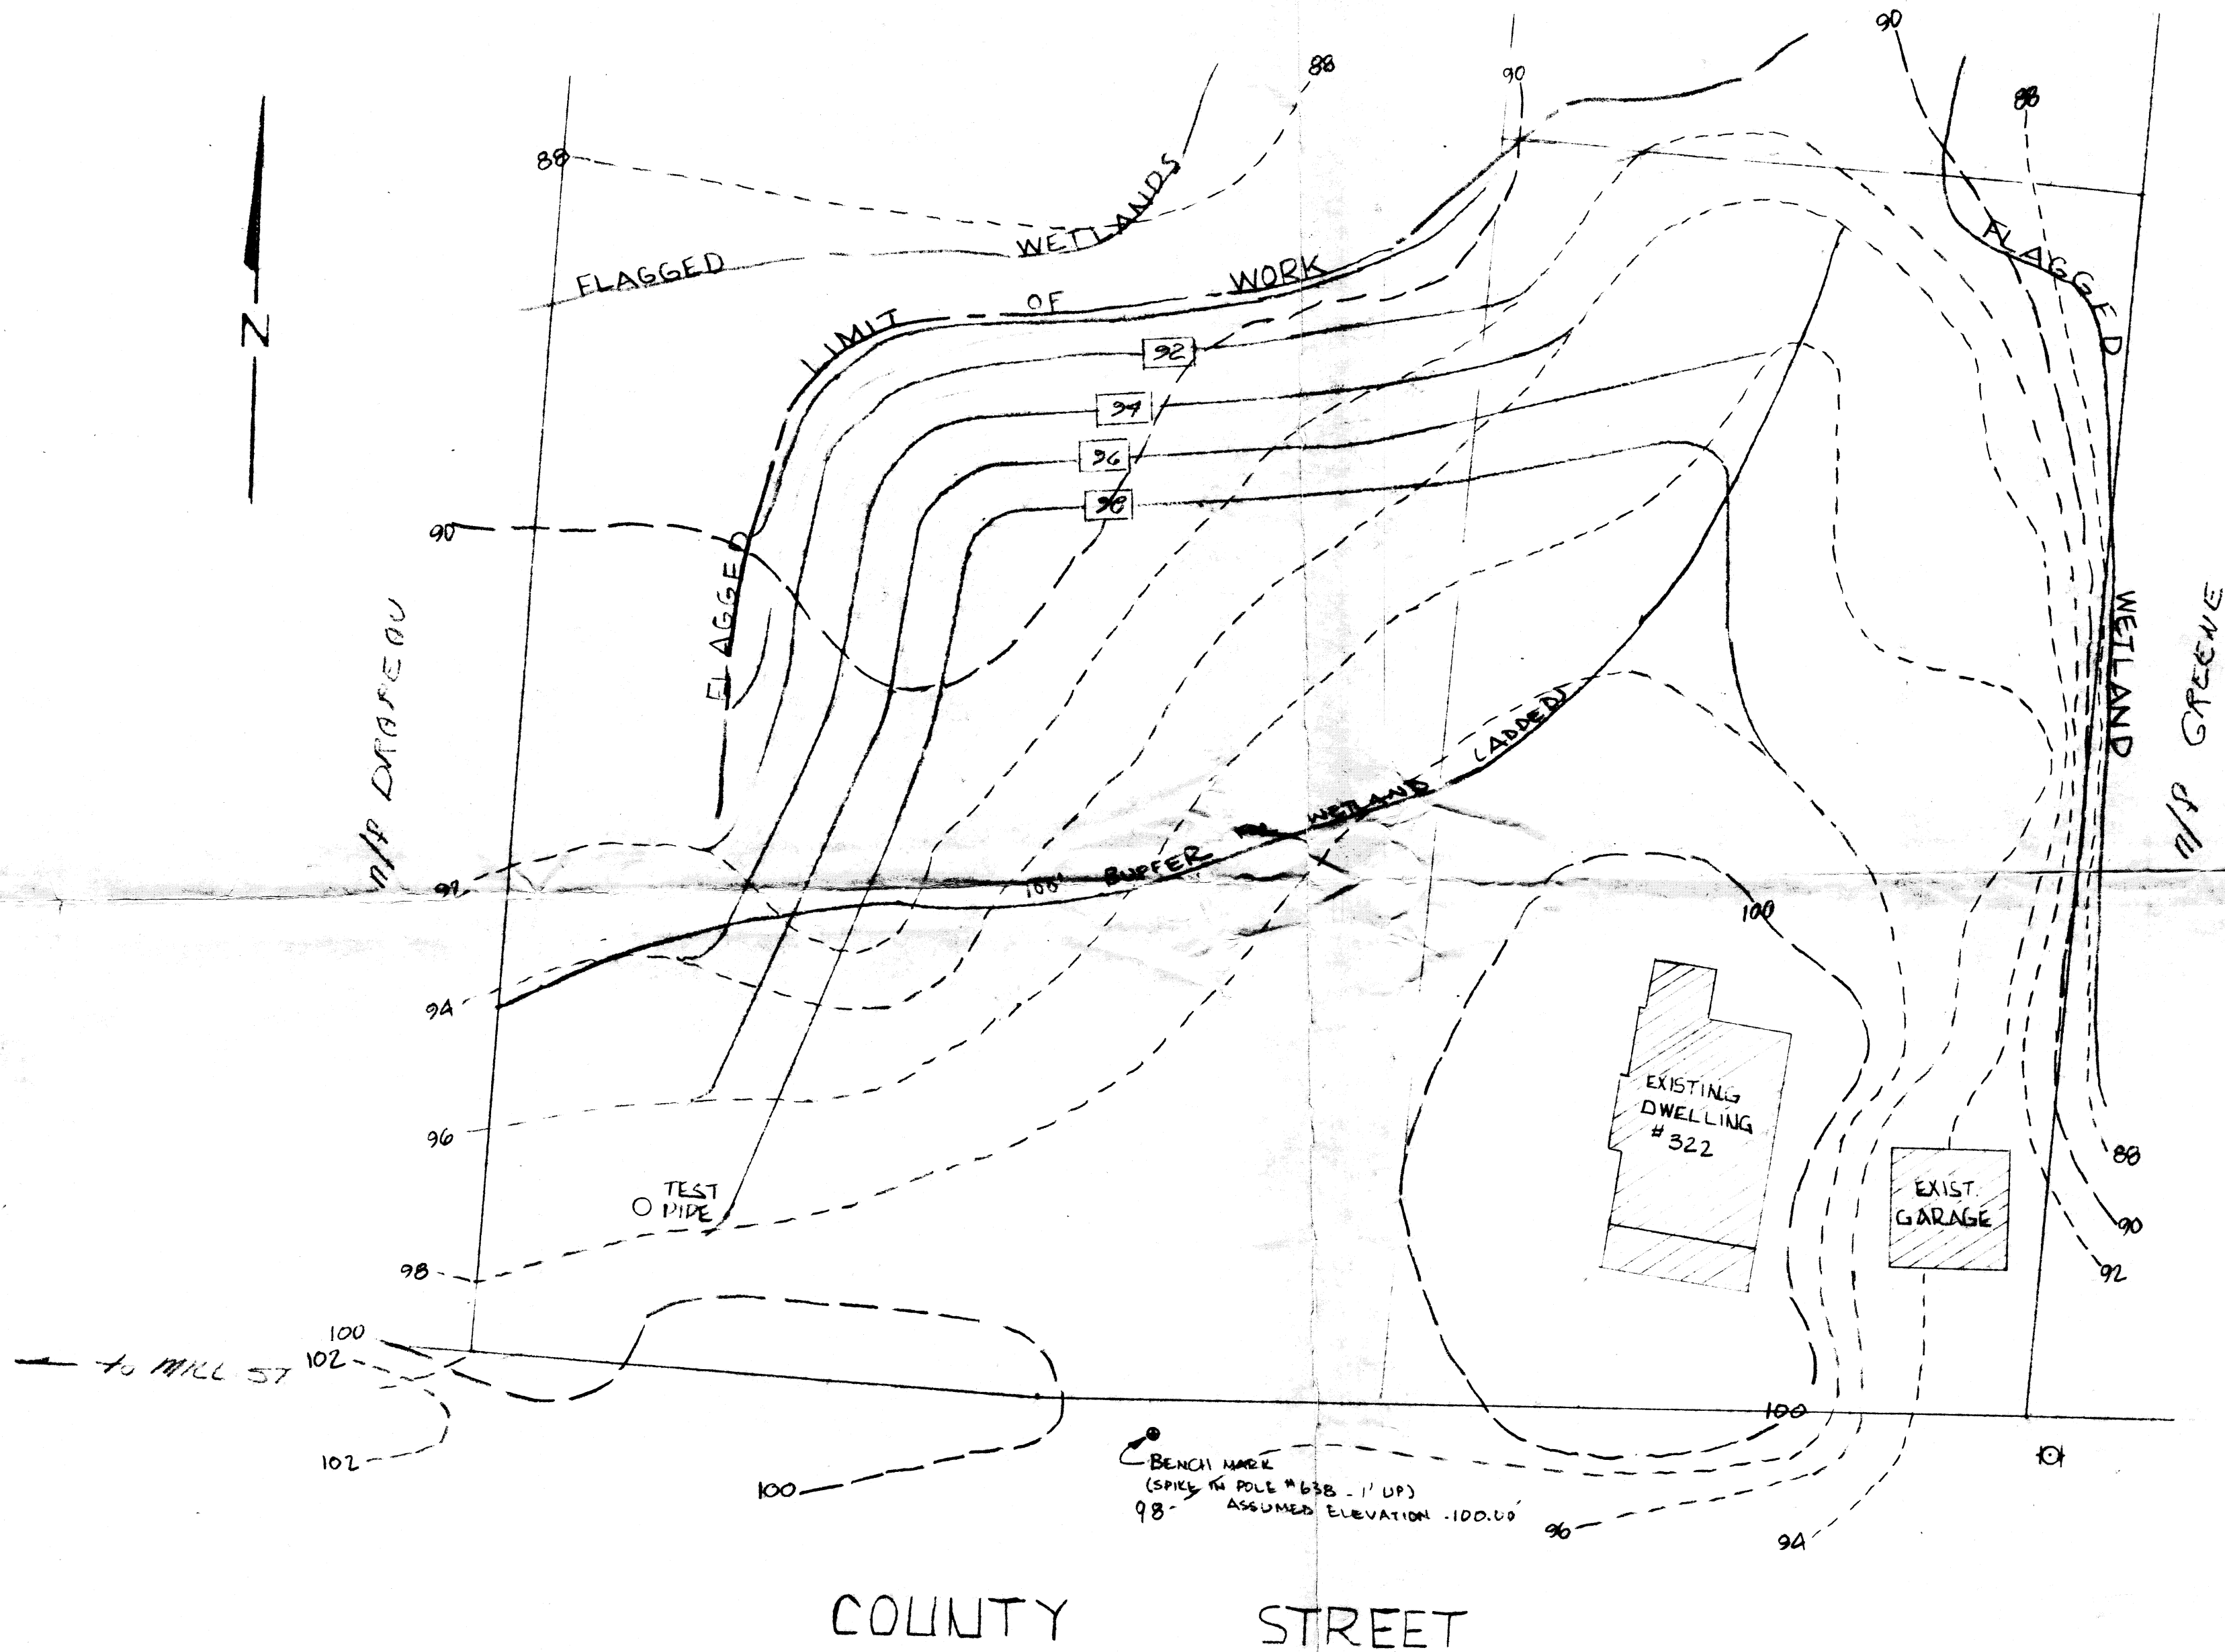 90
88
90
88
88
FLAGGED WETLANDS
FLAGGED WETLAND
FLAGGED LIMIT OF WORK
N
92
94
96
98
90
N/F DRAPEAU
N/F GREENE
92
100' BUFFER WETLAND (ADDED)
94
100
EXISTING
DWELLING
# 322
96
88
TEST
PIPE
EXIST.
GARAGE
90
98
92
100
102
TO MILL ST
100
102
100
BENCH MARK
(SPIKE IN POLE #638 - 1' UP)
98
ASSUMED ELEVATION -100.00'
96
94
COUNTY STREET